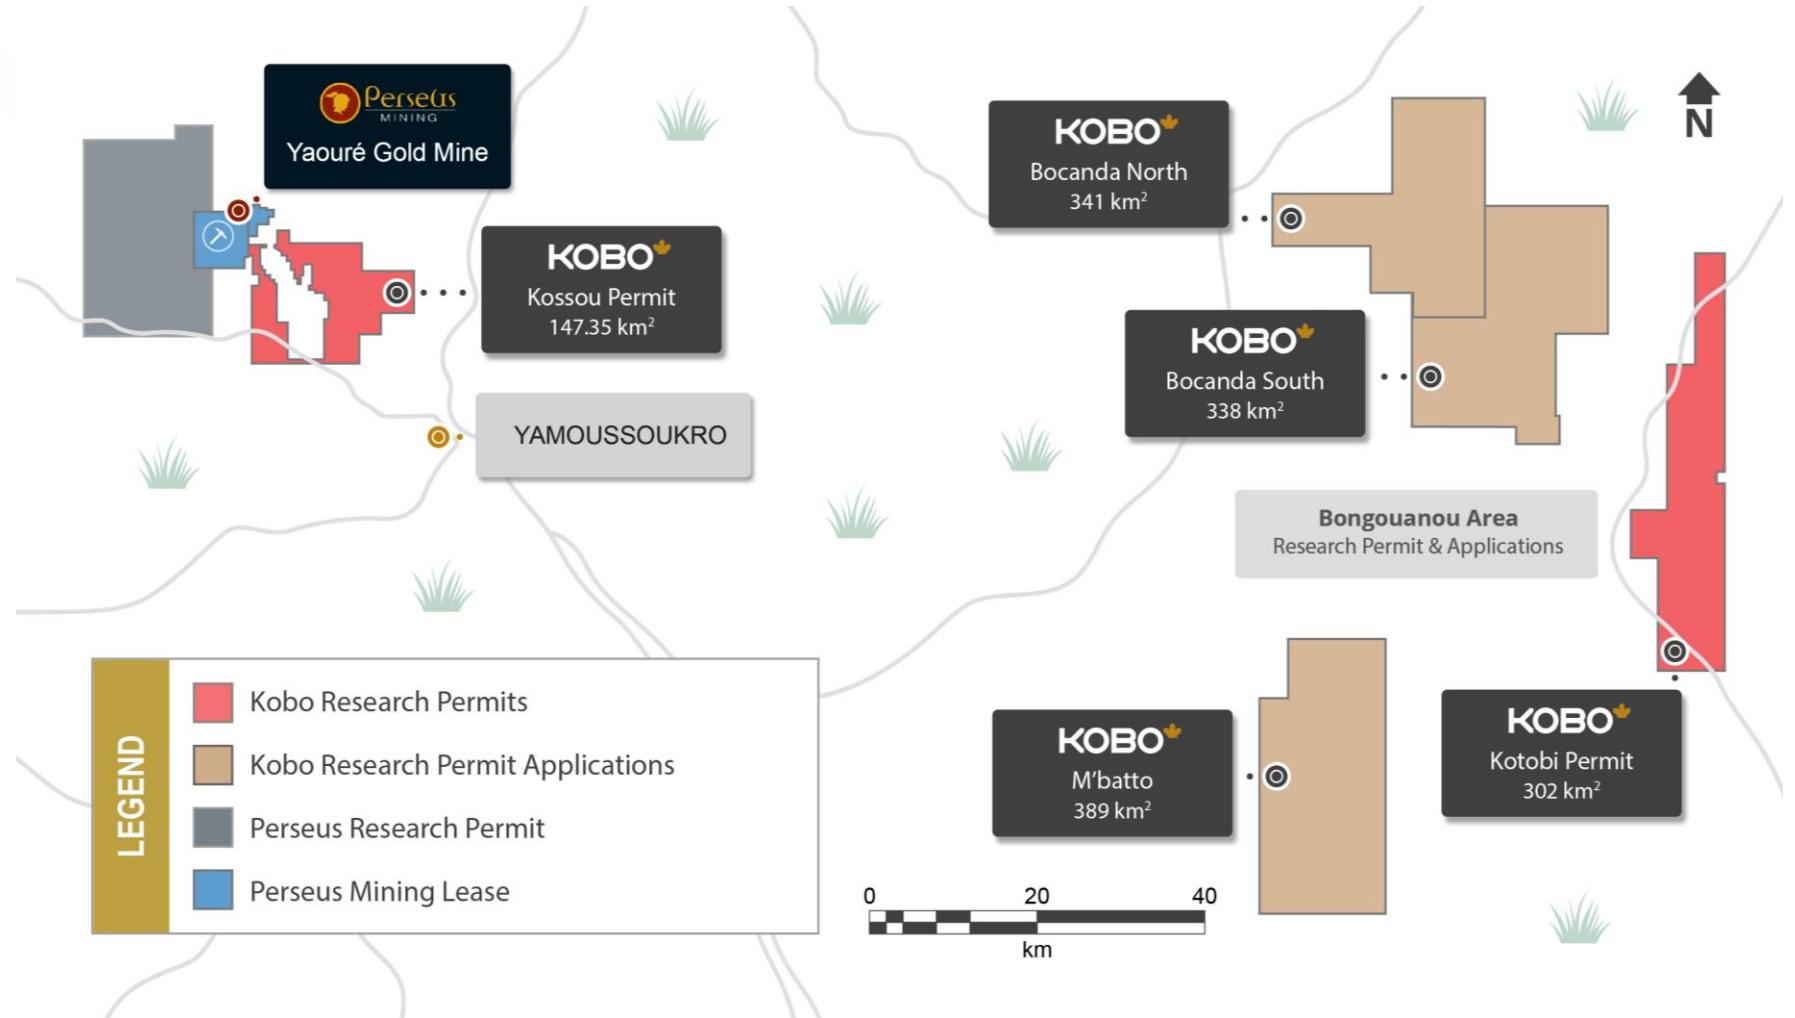 Perseus
MINING
Yaouré Gold Mine
KOBO
Bocanda North
341 km²
N
KOBO
Kossou Permit
147.35 km²
KOBO
Bocanda South
338 km²
YAMOUSSOUKRO
Bongouanou Area
Research Permit & Applications
LEGEND
Kobo Research Permits
Kobo Research Permit Applications
Perseus Research Permit
Perseus Mining Lease
KOBO
M'batto
389 km²
KOBO
Kotobi Permit
302 km²
0 20 40
km